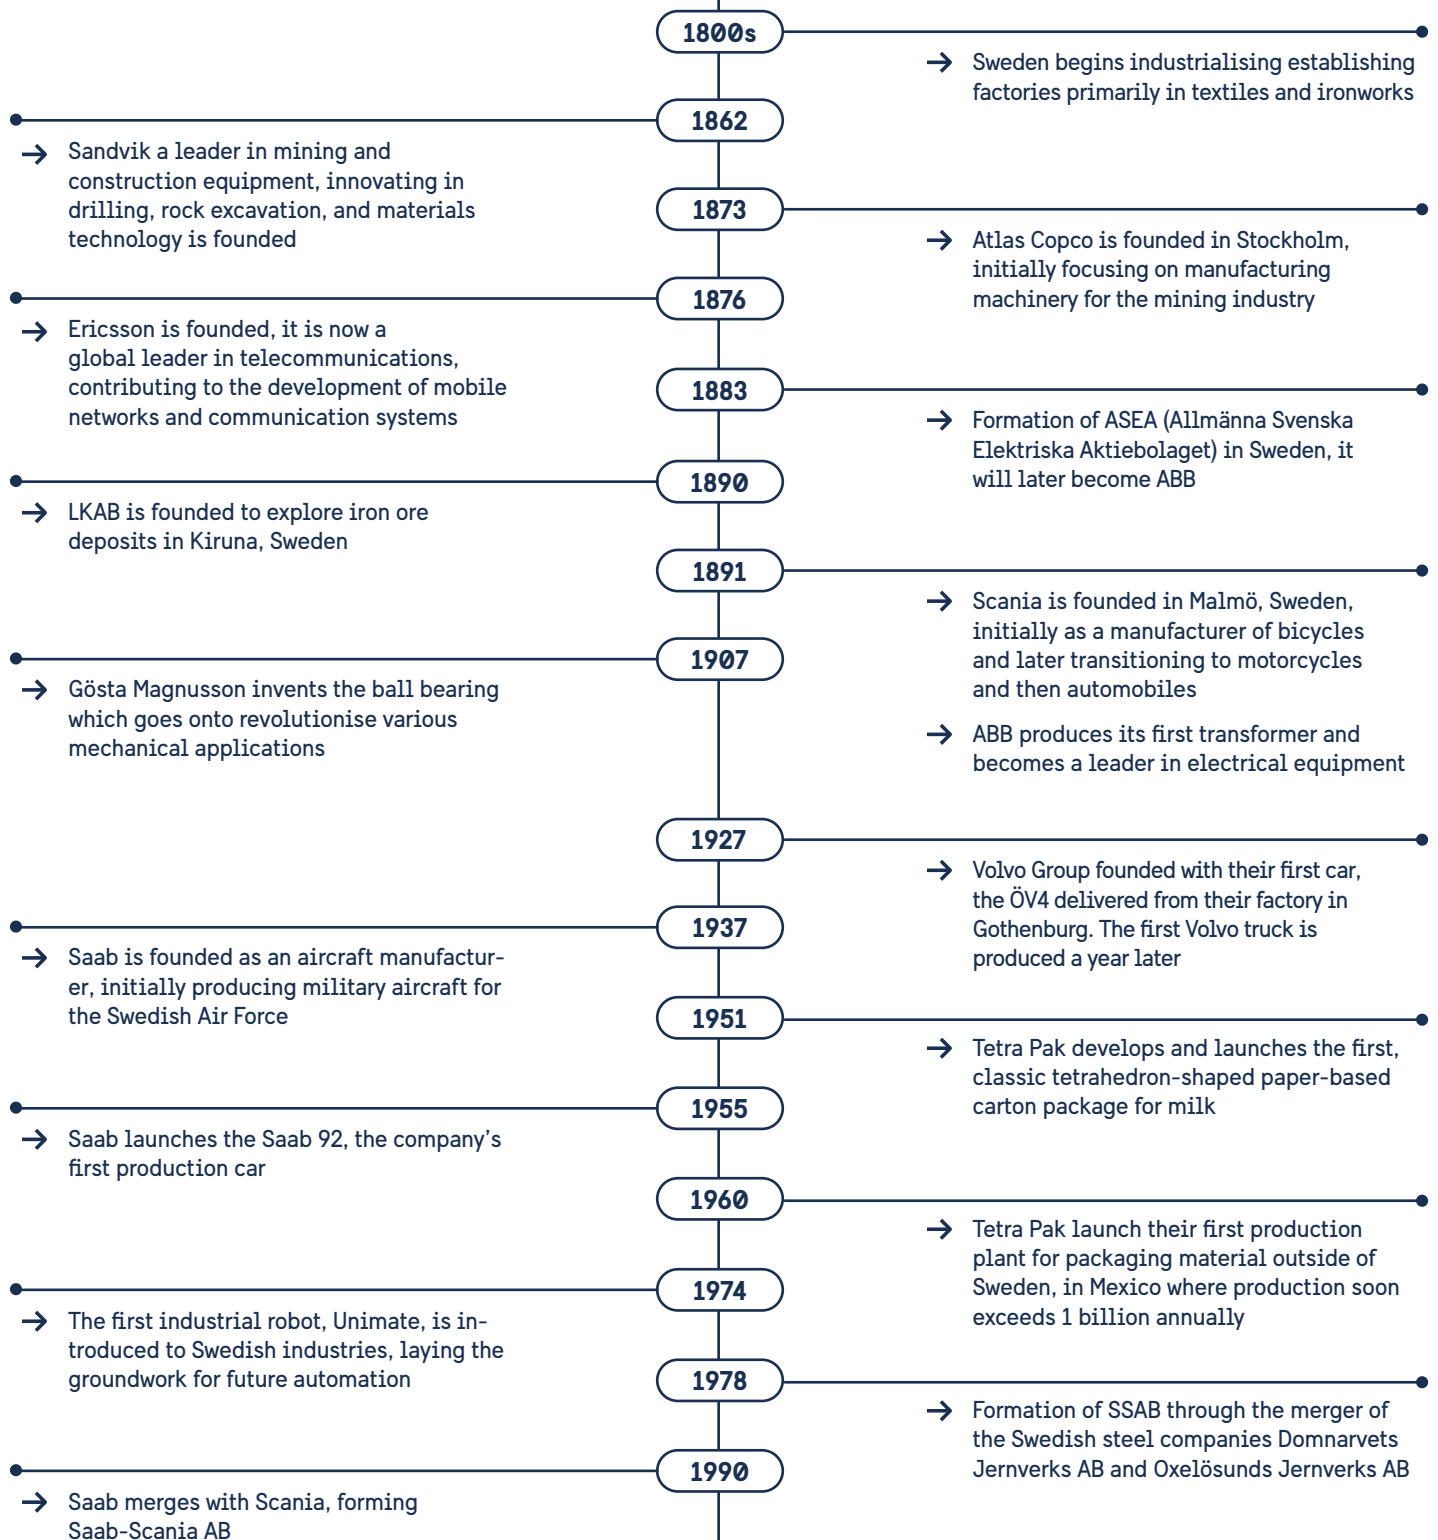 1800s
Sweden begins industrialising establishing
factories primarily in textiles and ironworks
1862
Sandvik a leader in mining and
construction equipment, innovating in
drilling, rock excavation, and materials
technology is founded
1873
Atlas Copco is founded in Stockholm,
initially focusing on manufacturing
machinery for the mining industry
1876
Ericsson is founded, it is now a
global leader in telecommunications,
contributing to the development of mobile
networks and communication systems
1883
Formation of ASEA (Allmänna Svenska
Elektriska Aktiebolaget) in Sweden, it
will later become ABB
1890
LKAB is founded to explore iron ore
deposits in Kiruna, Sweden
1891
Scania is founded in Malmö, Sweden,
initially as a manufacturer of bicycles
and later transitioning to motorcycles
and then automobiles
ABB produces its first transformer and
becomes a leader in electrical equipment
1907
Gösta Magnusson invents the ball bearing
which goes onto revolutionise various
mechanical applications
1927
Volvo Group founded with their first car,
the ÖV4 delivered from their factory in
Gothenburg. The first Volvo truck is
produced a year later
1937
Saab is founded as an aircraft manufactur-
er, initially producing military aircraft for
the Swedish Air Force
1951
Tetra Pak develops and launches the first,
classic tetrahedron-shaped paper-based
carton package for milk
1955
Saab launches the Saab 92, the company's
first production car
1960
Tetra Pak launch their first production
plant for packaging material outside of
Sweden, in Mexico where production soon
exceeds 1 billion annually
1974
The first industrial robot, Unimate, is in-
troduced to Swedish industries, laying the
groundwork for future automation
1978
Formation of SSAB through the merger of
the Swedish steel companies Domnarvets
Jernverks AB and Oxelösunds Jernverks AB
1990
Saab merges with Scania, forming
Saab-Scania AB